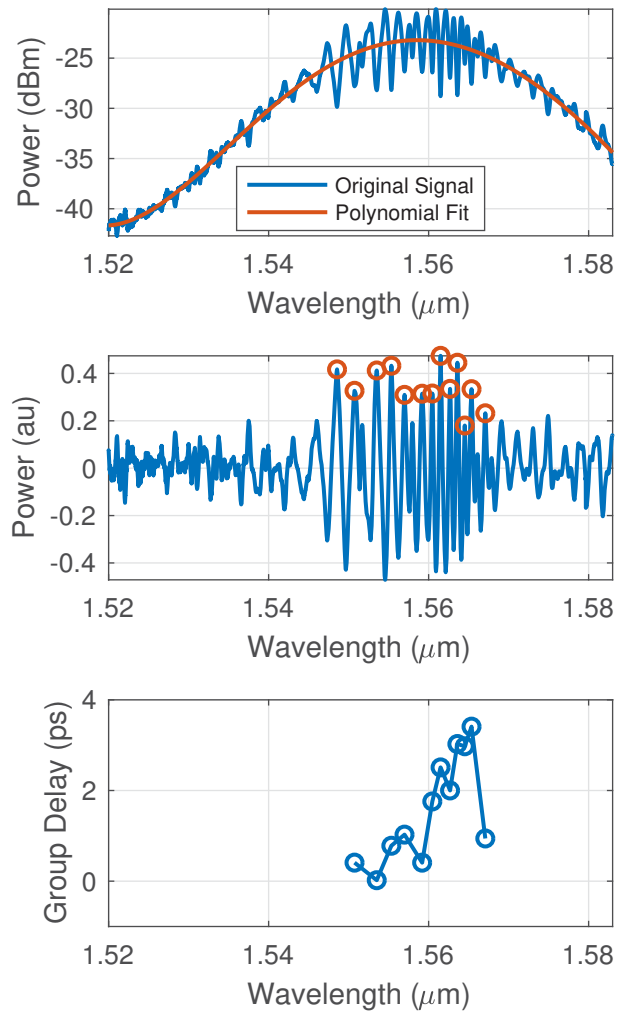 Power (dBm)
-25
-30
-35
-40
Original Signal
Polynomial Fit
1.52 1.54 1.56 1.58
Wavelength (μm)
Power (au)
0.4
0.2
0
-0.2
-0.4
1.52 1.54 1.56 1.58
Wavelength (μm)
Group Delay (ps)
4
2
0
1.52 1.54 1.56 1.58
Wavelength (μm)